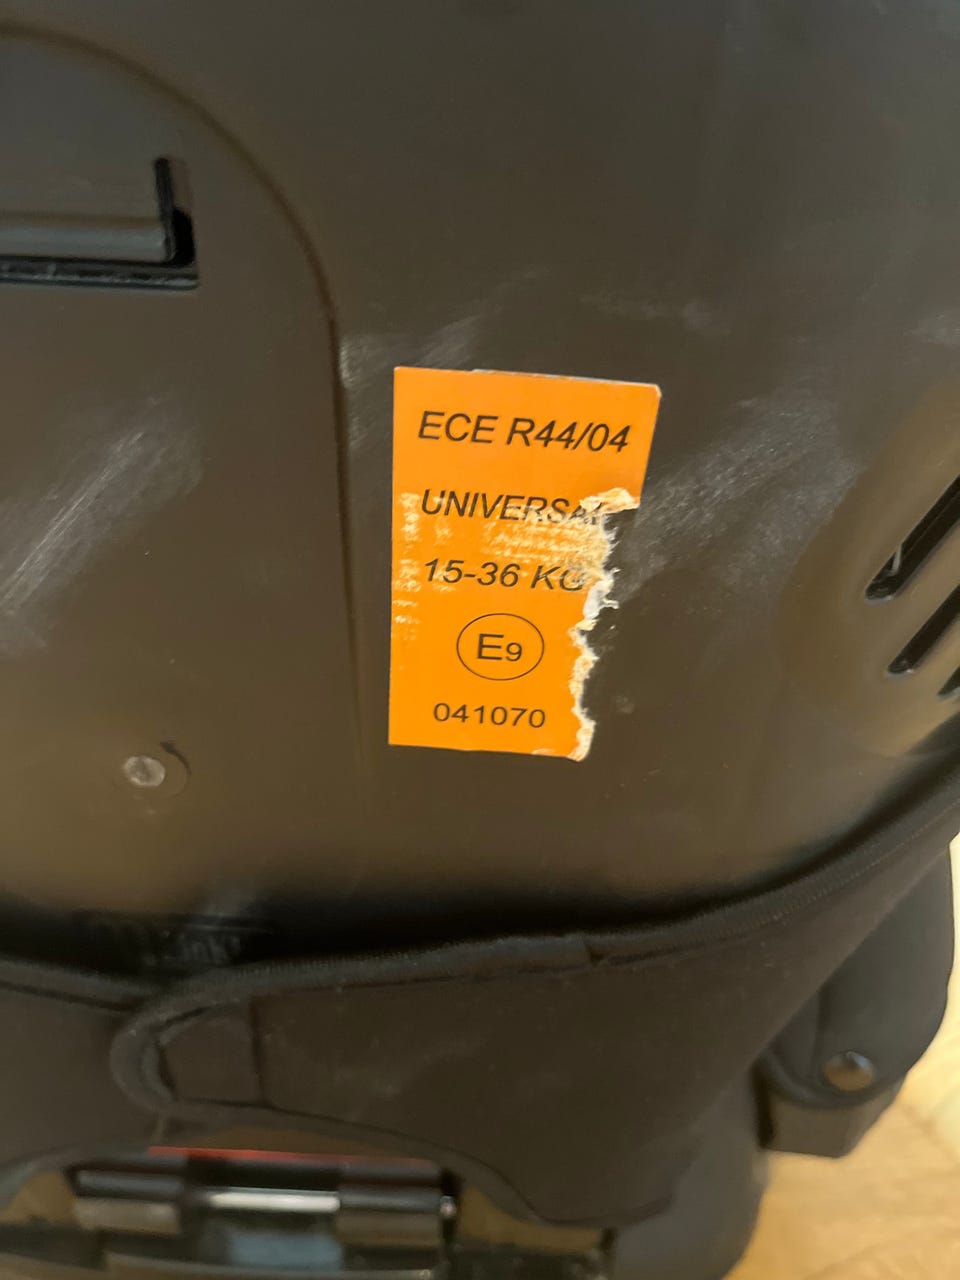 ECE R44/04
UNIVERSAL
15-36 KG
E9
041070